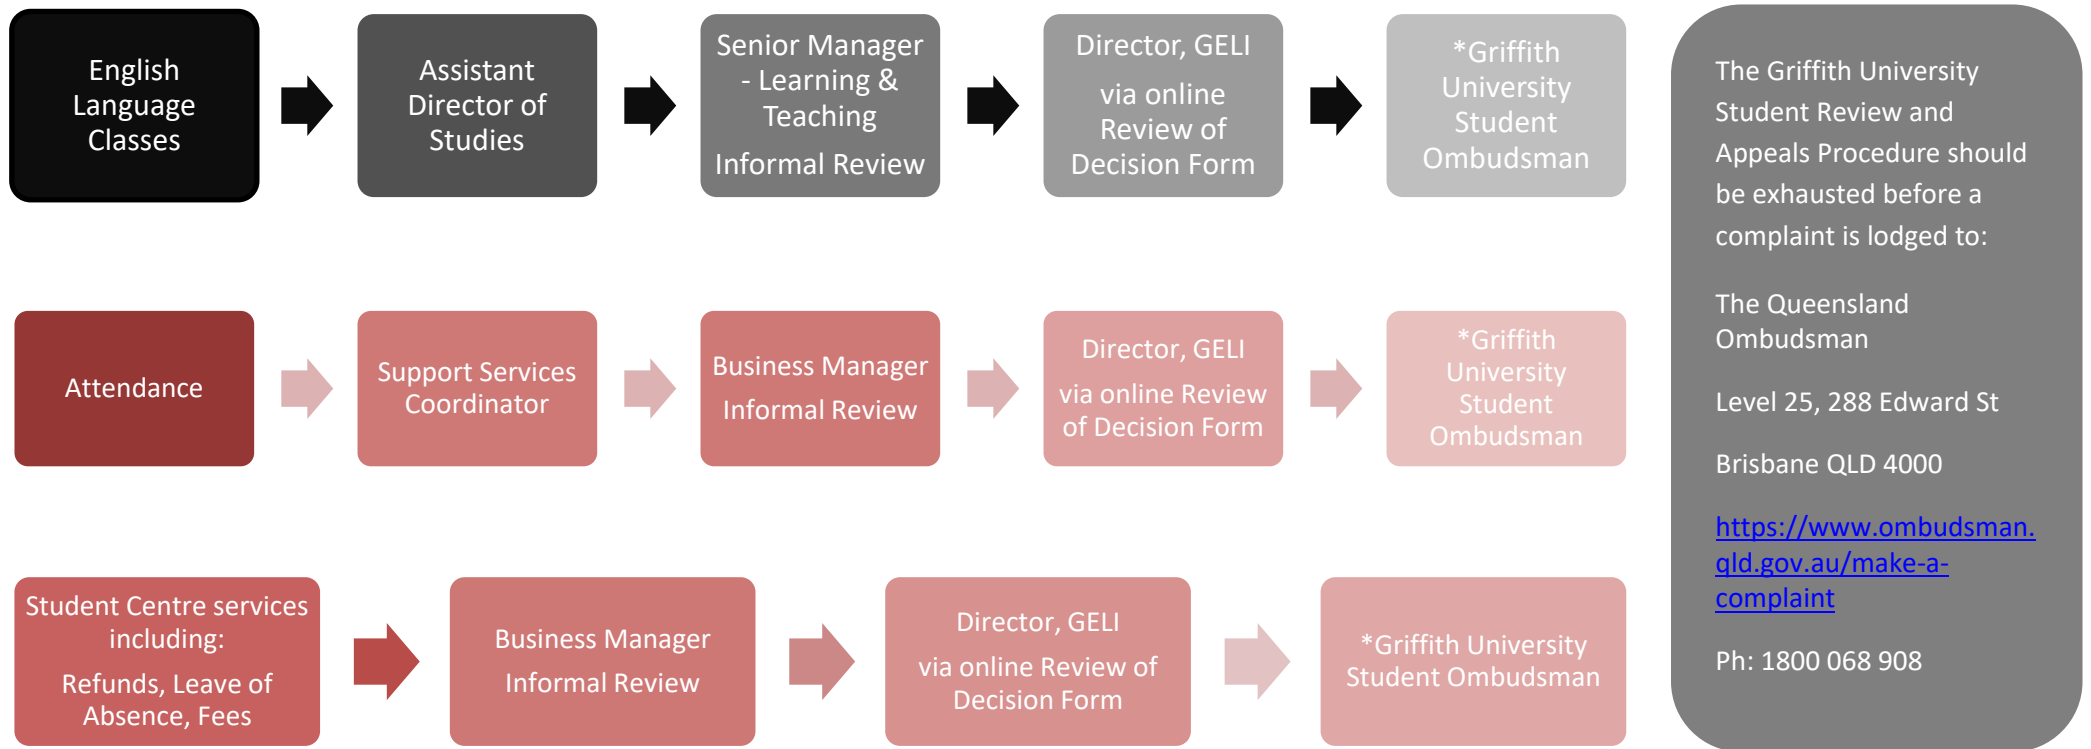 English
Language
Classes
Assistant
Director of
Studies
Senior Manager
- Learning &
Teaching
Informal Review
Director, GELI
via online
Review of
Decision Form
*Griffith
University
Student
Ombudsman
Attendance
Support Services
Coordinator
Business Manager
Informal Review
Director, GELI
via online Review
of Decision Form
*Griffith
University
Student
Ombudsman
Student Centre services
including:
Refunds, Leave of
Absence, Fees
Business Manager
Informal Review
Director, GELI
via online Review of
Decision Form
*Griffith University
Student Ombudsman
The Griffith University
Student Review and
Appeals Procedure should
be exhausted before a
complaint is lodged to:
The Queensland
Ombudsman
Level 25, 288 Edward St
Brisbane QLD 4000
https://www.ombudsman.
qld.gov.au/make-a-
complaint
Ph: 1800 068 908